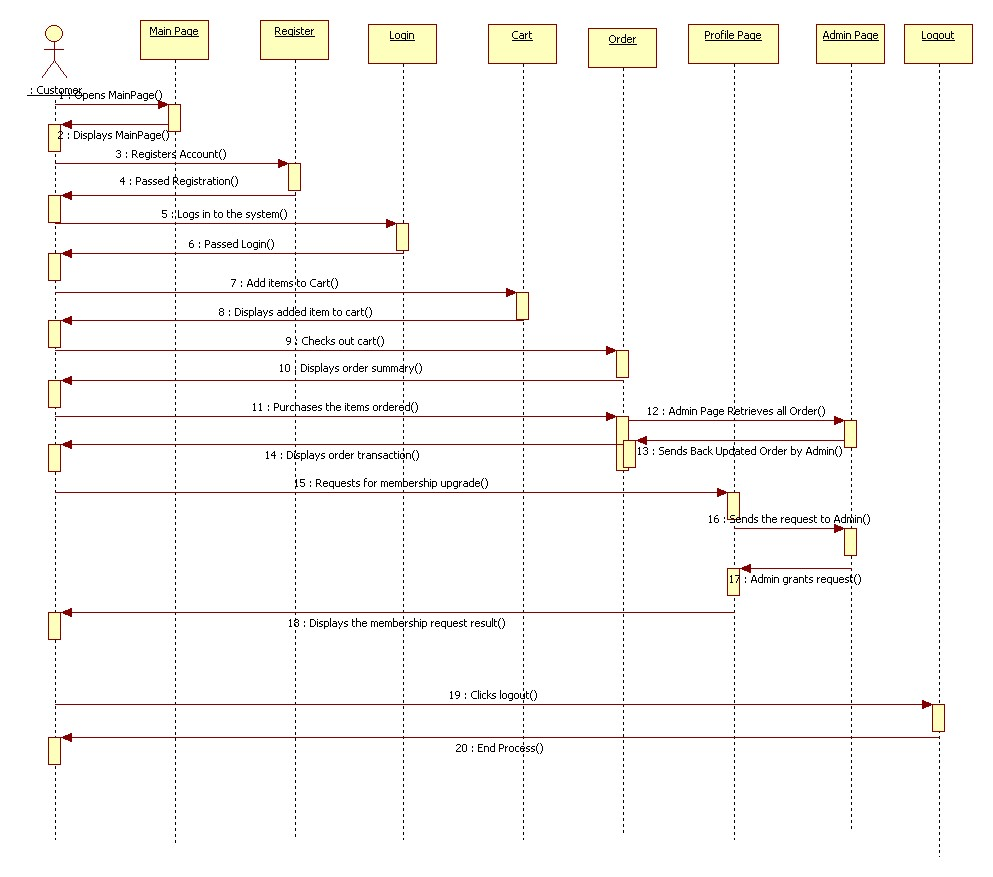 Main Page
Register
Login
Cart
Order
Profile Page
Admin Page
Logout
: Customer
1 : Opens MainPage()
2 : Displays MainPage()
3 : Registers Account()
4 : Passed Registration()
5 : Logs in to the system()
6 : Passed Login()
7 : Add items to Cart()
8 : Displays added item to cart()
9 : Checks out cart()
10 : Displays order summary()
11 : Purchases the items ordered()
12 : Admin Page Retrieves all Order()
13 : Sends Back Updated Order by Admin()
14 : Displays order transaction()
15 : Requests for membership upgrade()
16 : Sends the request to Admin()
17 : Admin grants request()
18 : Displays the membership request result()
19 : Clicks logout()
20 : End Process()